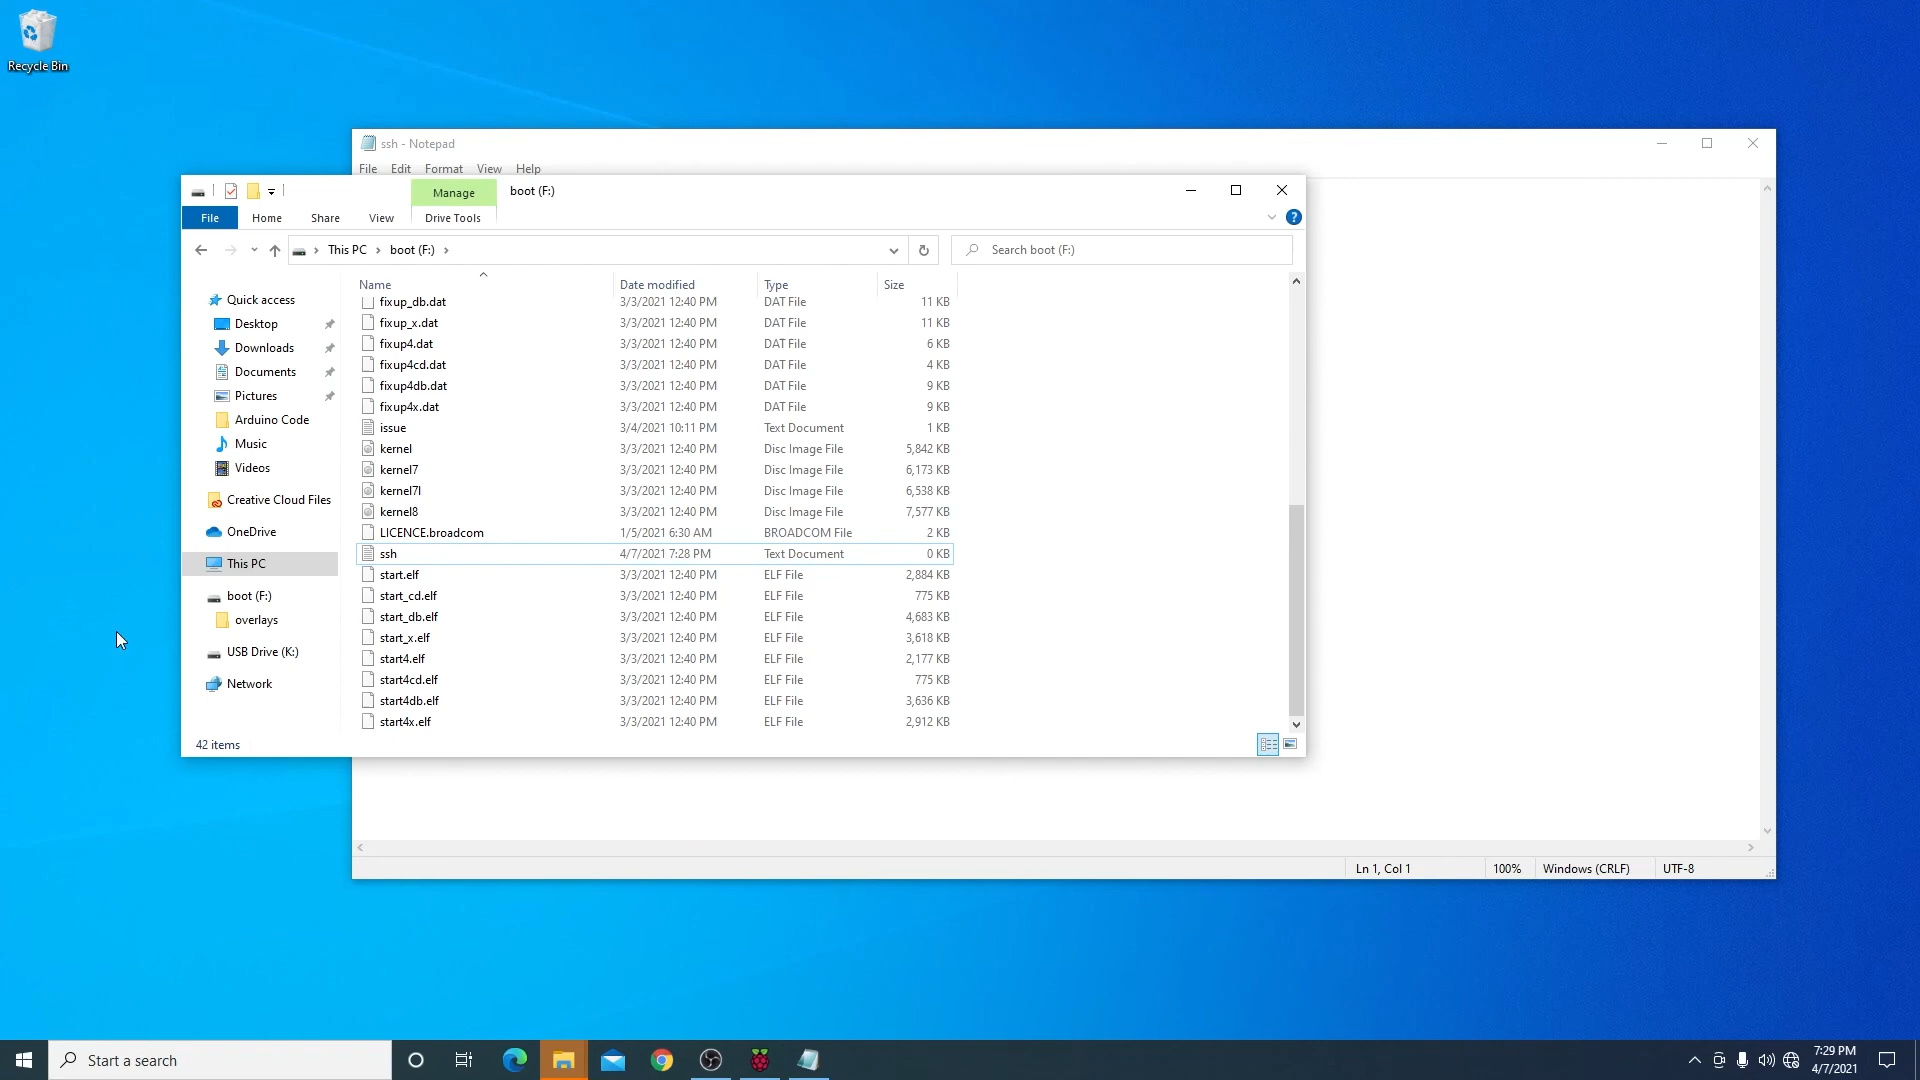 Recycle Bin
ssh - Notepad
File Edit Format View Help
Manage boot (F:)
File Home Share View Drive Tools
This PC boot (F:)
Search boot (F:)
Quick access
Desktop
Downloads
Documents
Pictures
Arduino Code
Music
Videos
Creative Cloud Files
OneDrive
This PC
boot (F:)
overlays
USB Drive (K:)
Network
Name Date modified Type Size
fixup_db.dat 3/3/2021 12:40 PM DAT File 11 KB
fixup_x.dat 3/3/2021 12:40 PM DAT File 11 KB
fixup4.dat 3/3/2021 12:40 PM DAT File 6 KB
fixup4cd.dat 3/3/2021 12:40 PM DAT File 4 KB
fixup4db.dat 3/3/2021 12:40 PM DAT File 9 KB
fixup4x.dat 3/3/2021 12:40 PM DAT File 9 KB
issue 3/4/2021 10:11 PM Text Document 1 KB
kernel 3/3/2021 12:40 PM Disc Image File 5,842 KB
kernel7 3/3/2021 12:40 PM Disc Image File 6,173 KB
kernel7l 3/3/2021 12:40 PM Disc Image File 6,538 KB
kernel8 3/3/2021 12:40 PM Disc Image File 7,577 KB
LICENCE.broadcom 1/5/2021 6:30 AM BROADCOM File 2 KB
ssh 4/7/2021 7:28 PM Text Document 0 KB
start.elf 3/3/2021 12:40 PM ELF File 2,884 KB
start_cd.elf 3/3/2021 12:40 PM ELF File 775 KB
start_db.elf 3/3/2021 12:40 PM ELF File 4,683 KB
start_x.elf 3/3/2021 12:40 PM ELF File 3,618 KB
start4.elf 3/3/2021 12:40 PM ELF File 2,177 KB
start4cd.elf 3/3/2021 12:40 PM ELF File 775 KB
start4db.elf 3/3/2021 12:40 PM ELF File 3,636 KB
start4x.elf 3/3/2021 12:40 PM ELF File 2,912 KB
42 items
Ln 1, Col 1 100% Windows (CRLF) UTF-8
Start a search
7:29 PM
4/7/2021